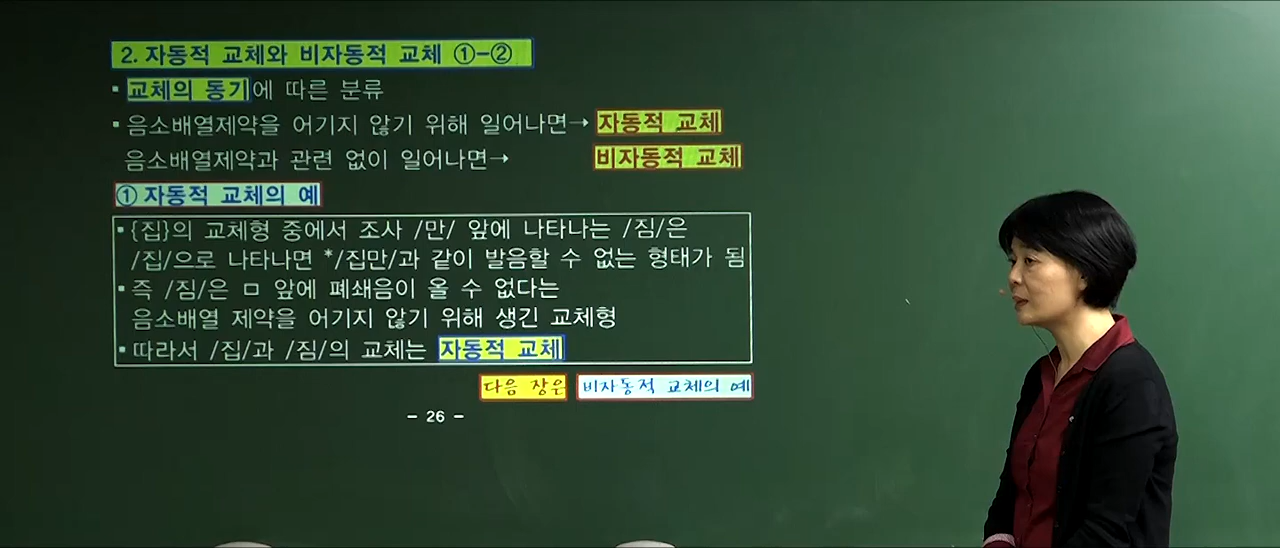 2. 자동적 교체와 비자동적 교체 ①-②
▪ 교체의 동기에 따른 분류
▪ 음소배열제약을 어기지 않기 위해 일어나면→ 자동적 교체
음소배열제약과 관련 없이 일어나면→ 비자동적 교체
① 자동적 교체의 예
▪ {집}의 교체형 중에서 조사 /만/ 앞에 나타나는 /짐/은
/집/으로 나타나면 */집만/과 같이 발음할 수 없는 형태가 됨
▪ 즉 /짐/은 ㅁ 앞에 폐쇄음이 올 수 없다는
음소배열 제약을 어기지 않기 위해 생긴 교체형
▪ 따라서 /집/과 /짐/의 교체는 자동적 교체
다음 장은 비자동적 교체의 예
- 26 -